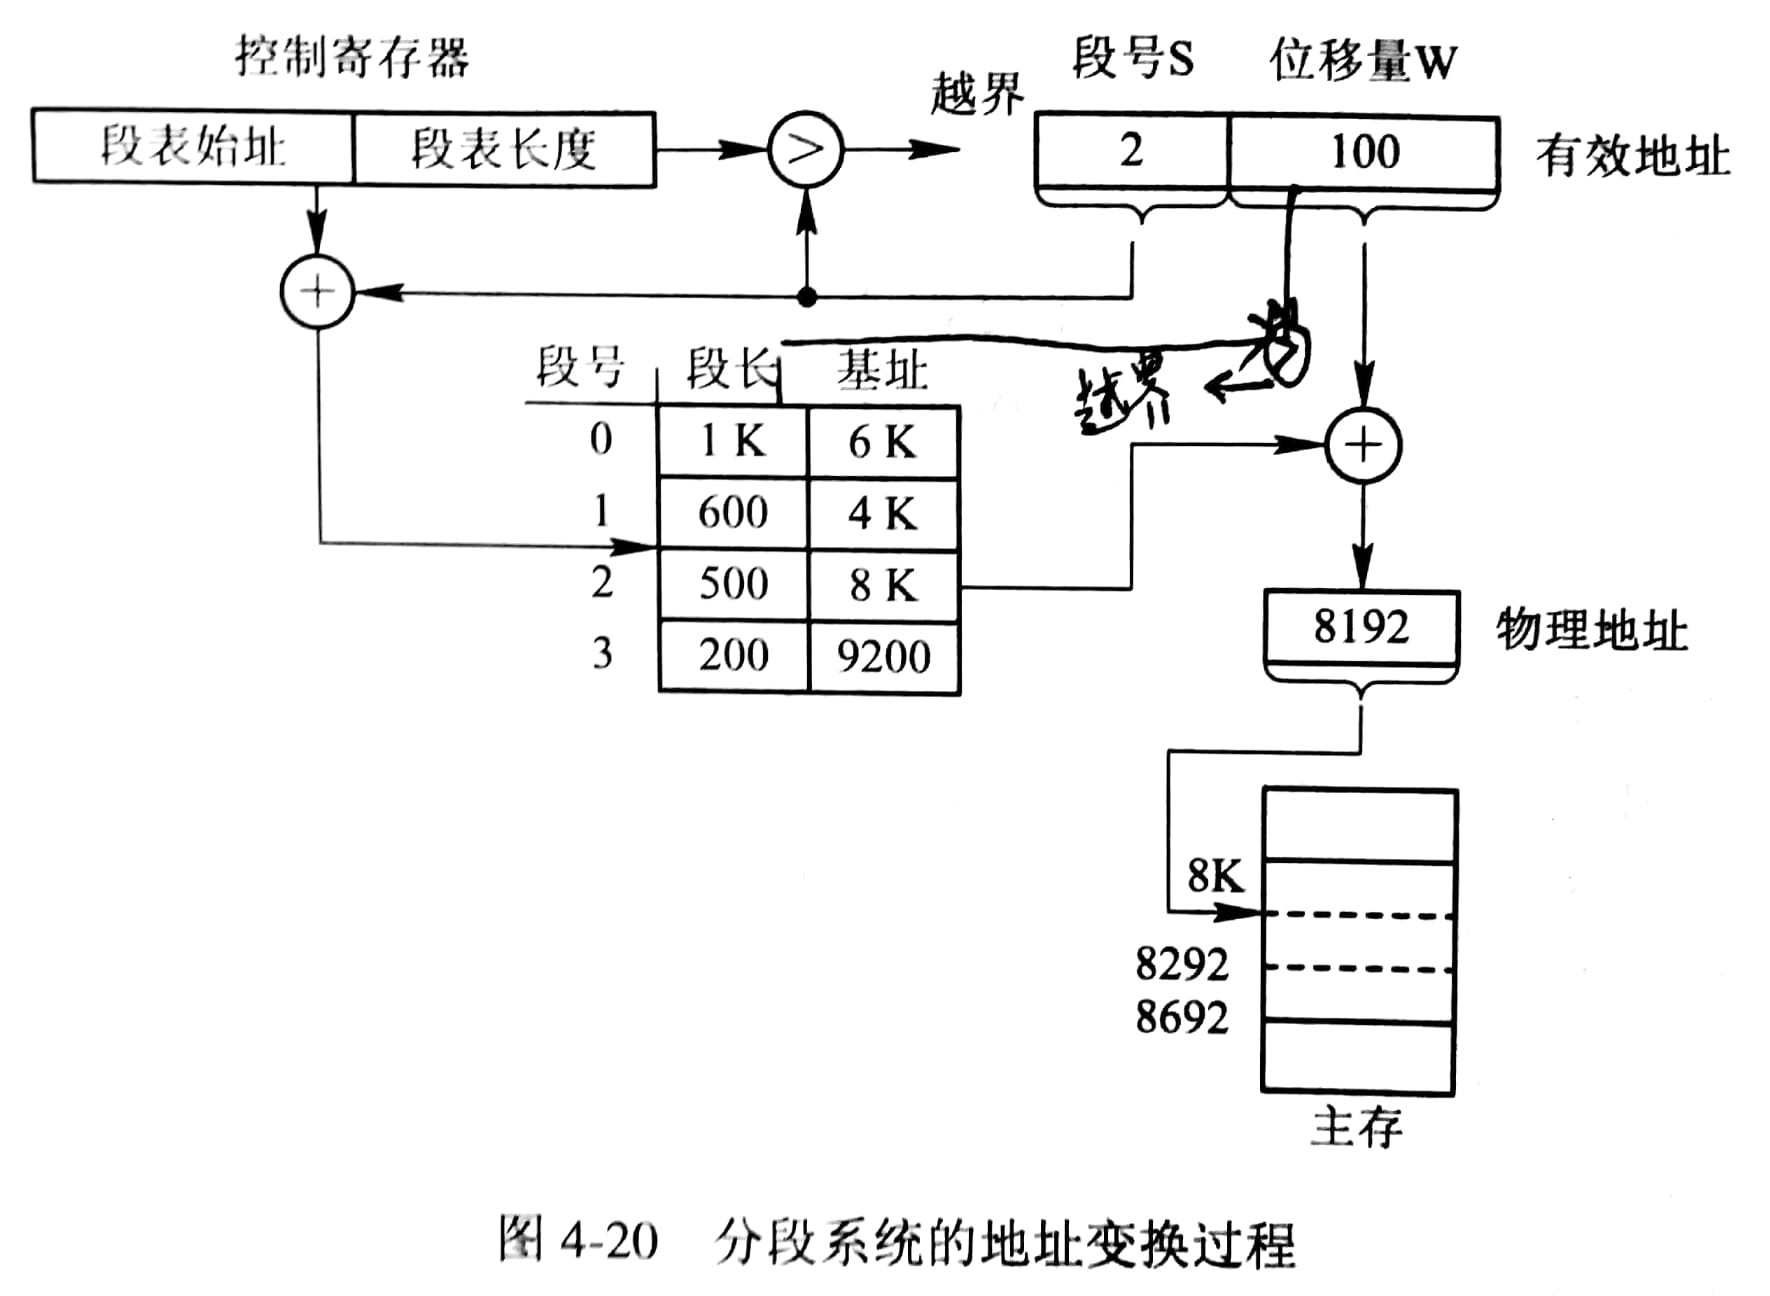 控制寄存器
段表始址 段表长度
>
越界
段号S 位移量W
2 100
有效地址
+
越界
段号 段长 基址
0 1 K 6 K
1 600 4 K
2 500 8 K
3 200 9200
+
8192
物理地址
8K
8292
8692
主存
图 4-20 分段系统的地址变换过程